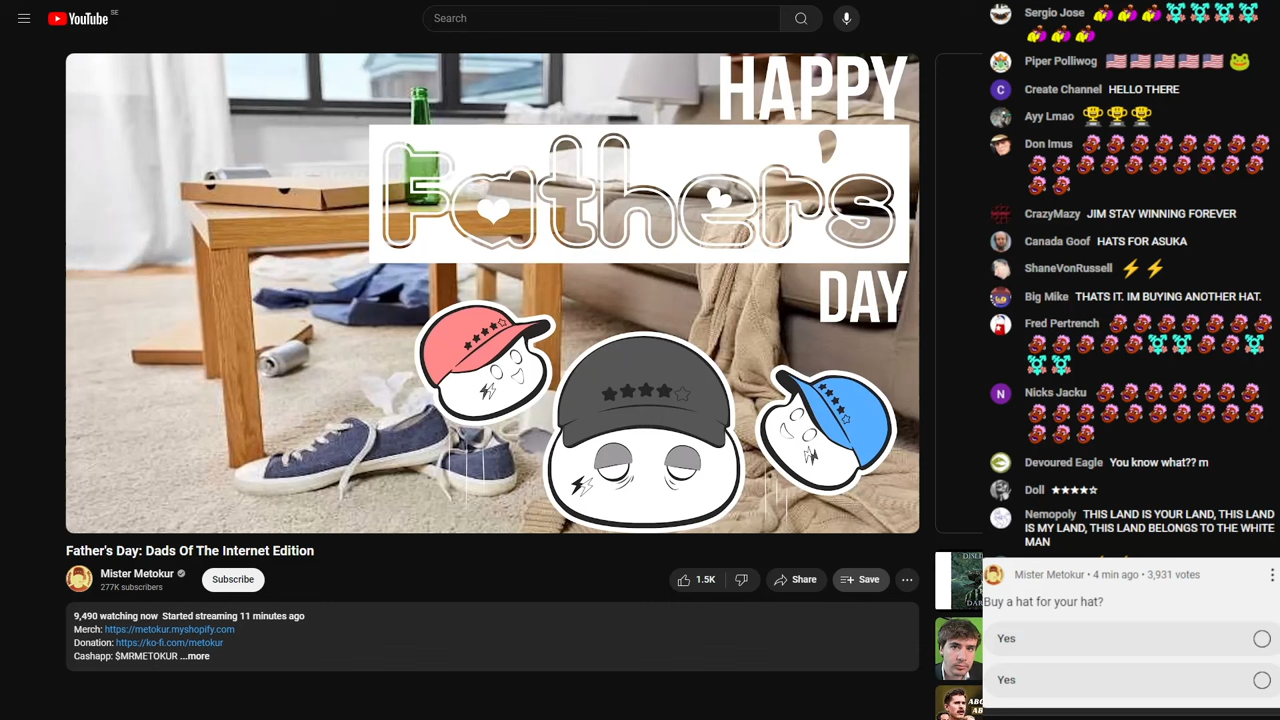 YouTube SE
Search
HAPPY
Father's
DAY
Father's Day: Dads Of The Internet Edition
Mister Metokur
277K subscribers
Subscribe
1.5K
Share
Save
9,490 watching now Started streaming 11 minutes ago
Merch: https://metokur.myshopify.com
Donation: https://ko-fi.com/metokur
Cashapp: $MRMETOKUR ...more
Sergio Jose
Piper Polliwog
C
Create Channel HELLO THERE
Ayy Lmao
Don Imus
CrazyMazy JIM STAY WINNING FOREVER
Canada Goof HATS FOR ASUKA
ShaneVonRussell
Big Mike THATS IT. IM BUYING ANOTHER HAT.
Fred Pertrench
N
Nicks Jacku
Devoured Eagle You know what?? m
Doll ★★★★☆
Nemopoly THIS LAND IS YOUR LAND, THIS LAND
IS MY LAND, THIS LAND BELONGS TO THE WHITE
MAN
Mister Metokur • 4 min ago • 3,931 votes
Buy a hat for your hat?
Yes
Yes